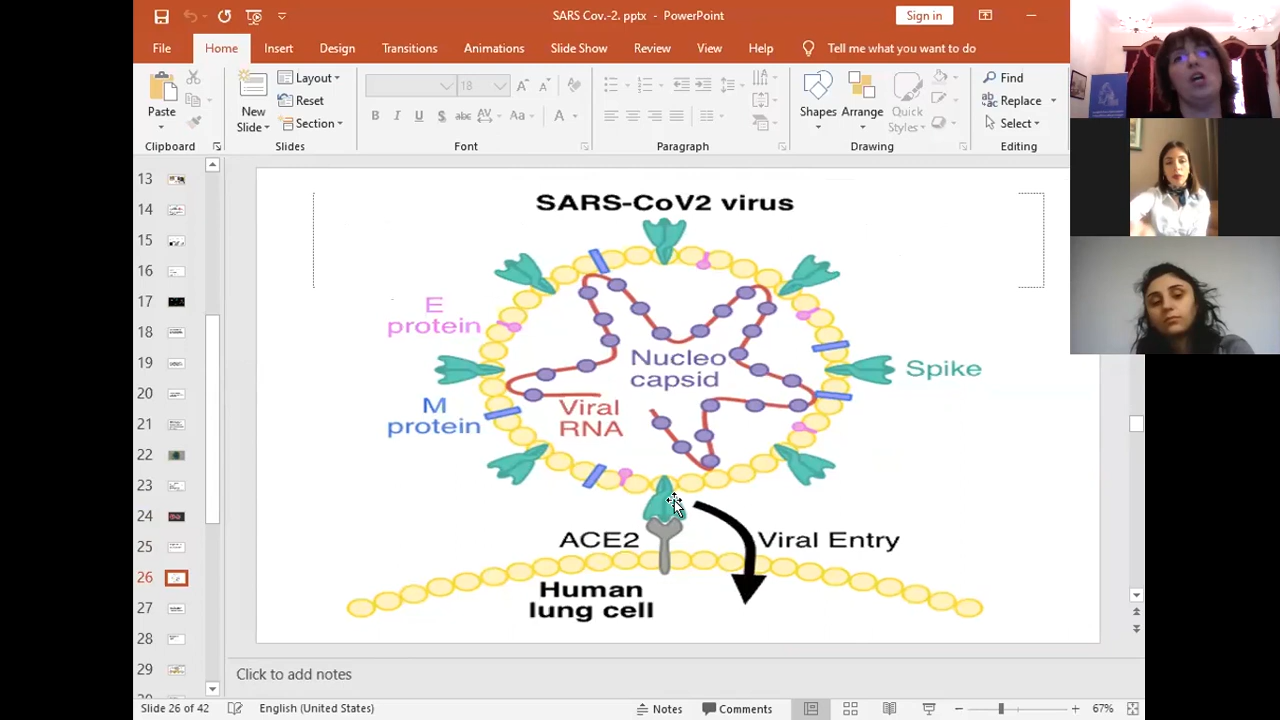 SARS Cov.-2. pptx - PowerPoint
Sign in
File Home Insert Design Transitions Animations Slide Show Review View Help Tell me what you want to do
Paste
New
Slide
Layout
Reset
Section
18
B I U S abc AV Aa A
Shapes Arrange Quick
Styles
Find
Replace
Select
Clipboard Slides Font Paragraph Drawing Editing
13
14
15
16
17
18
19
20
21
22
23
24
25
26
27
28
29
SARS-CoV2 virus
E
protein
Nucleo
capsid
Spike
M
protein
Viral
RNA
ACE2
Viral Entry
Human
lung cell
Click to add notes
Slide 26 of 42 English (United States) Notes Comments 67%